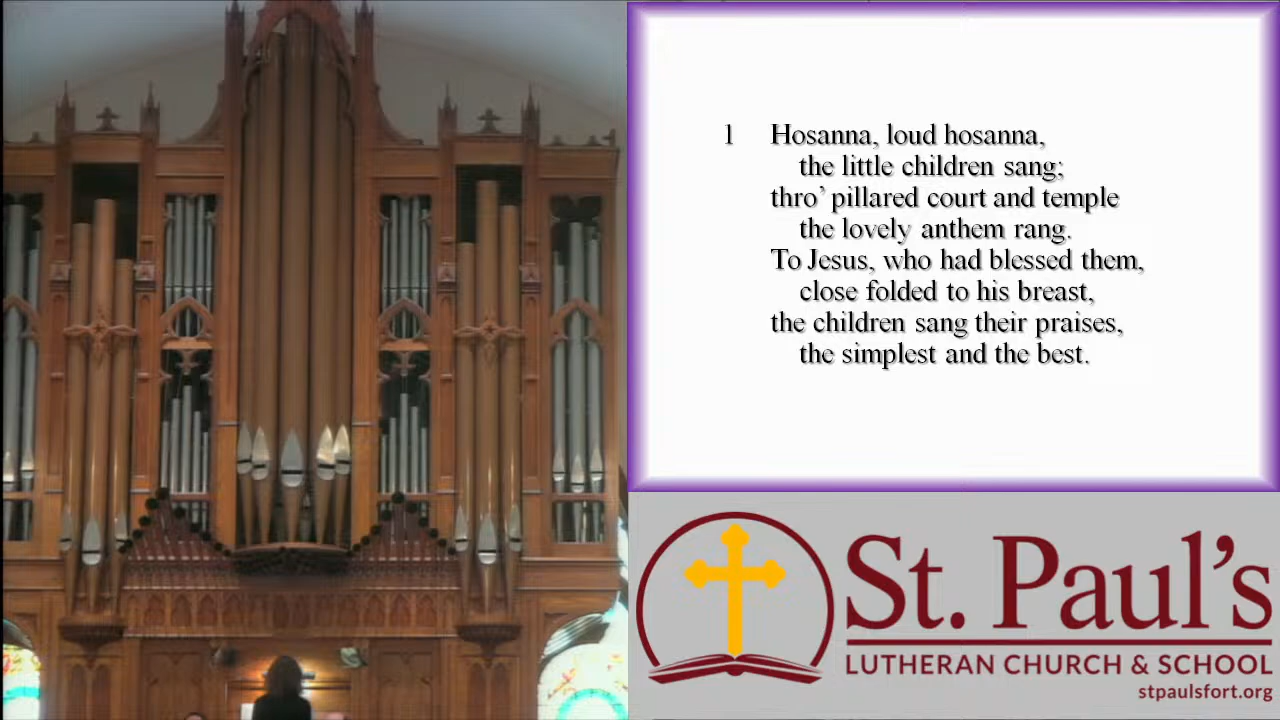 1 Hosanna, loud hosanna,
the little children sang;
thro’ pillared court and temple
the lovely anthem rang.
To Jesus, who had blessed them,
close folded to his breast,
the children sang their praises,
the simplest and the best.
St. Paul’s
LUTHERAN CHURCH & SCHOOL
stpaulsfort.org